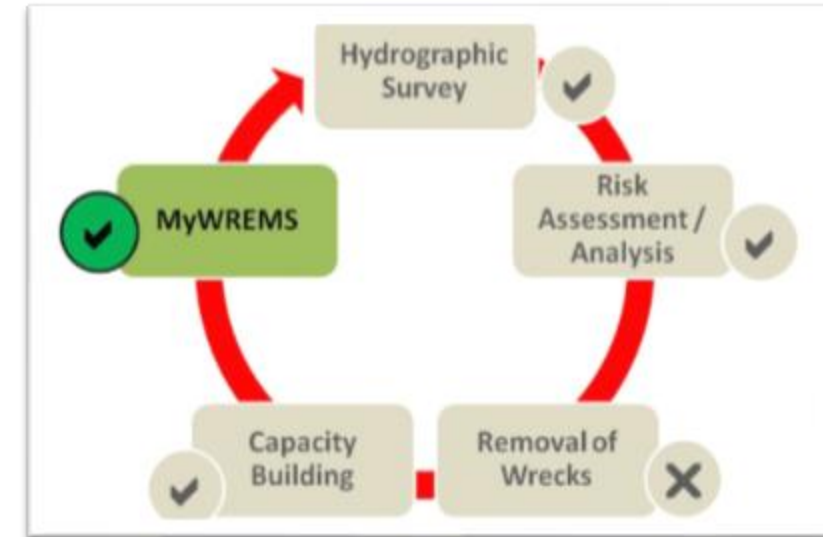 Hydrographic
Survey
Risk
Assessment /
Analysis
Removal of
Wrecks
Capacity
Building
MyWREMS